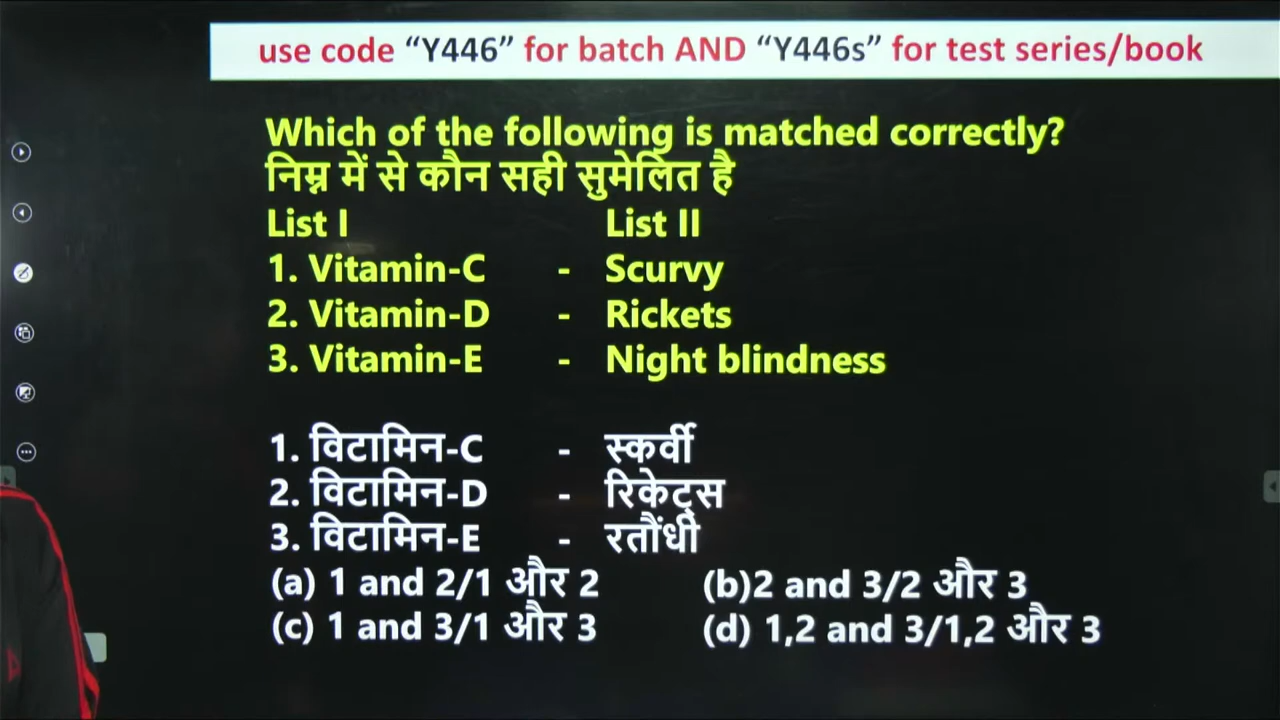 use code “Y446” for batch AND “Y446s” for test series/book
Which of the following is matched correctly?
निम्न में से कौन सही सुमेलित है
List I List II
1. Vitamin-C - Scurvy
2. Vitamin-D - Rickets
3. Vitamin-E - Night blindness
1. विटामिन-C - स्कर्वी
2. विटामिन-D - रिकेट्स
3. विटामिन-E - रतौंधी
(a) 1 and 2/1 और 2 (b)2 and 3/2 और 3
(c) 1 and 3/1 और 3 (d) 1,2 and 3/1,2 और 3